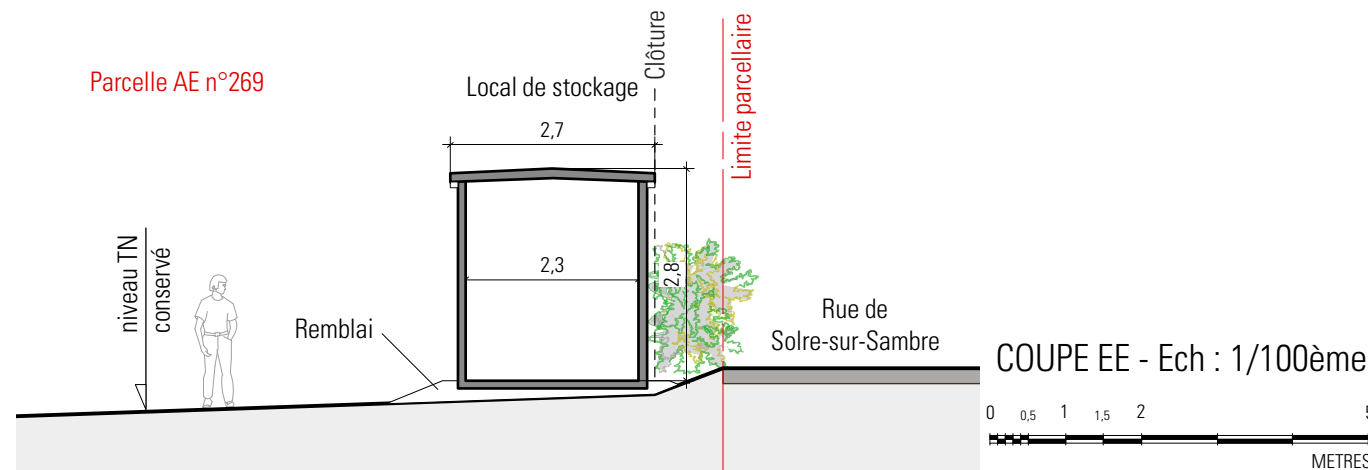 Parcelle AE n°269
Local de stockage
Clôture
Limite parcellaire
2,7
niveau TN
conservé
2,3
2,8
Remblai
Rue de
Solre-sur-Sambre
COUPE EE - Ech : 1/100ème
0 0,5 1 1,5 2 5
METRES